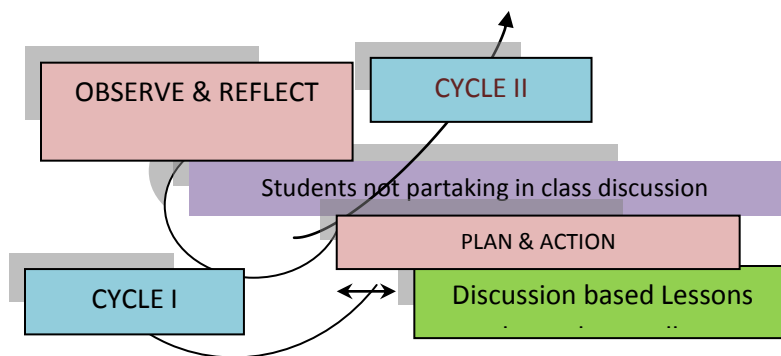 OBSERVE & REFLECT
CYCLE II
Students not partaking in class discussion
PLAN & ACTION
CYCLE I
Discussion based Lessons